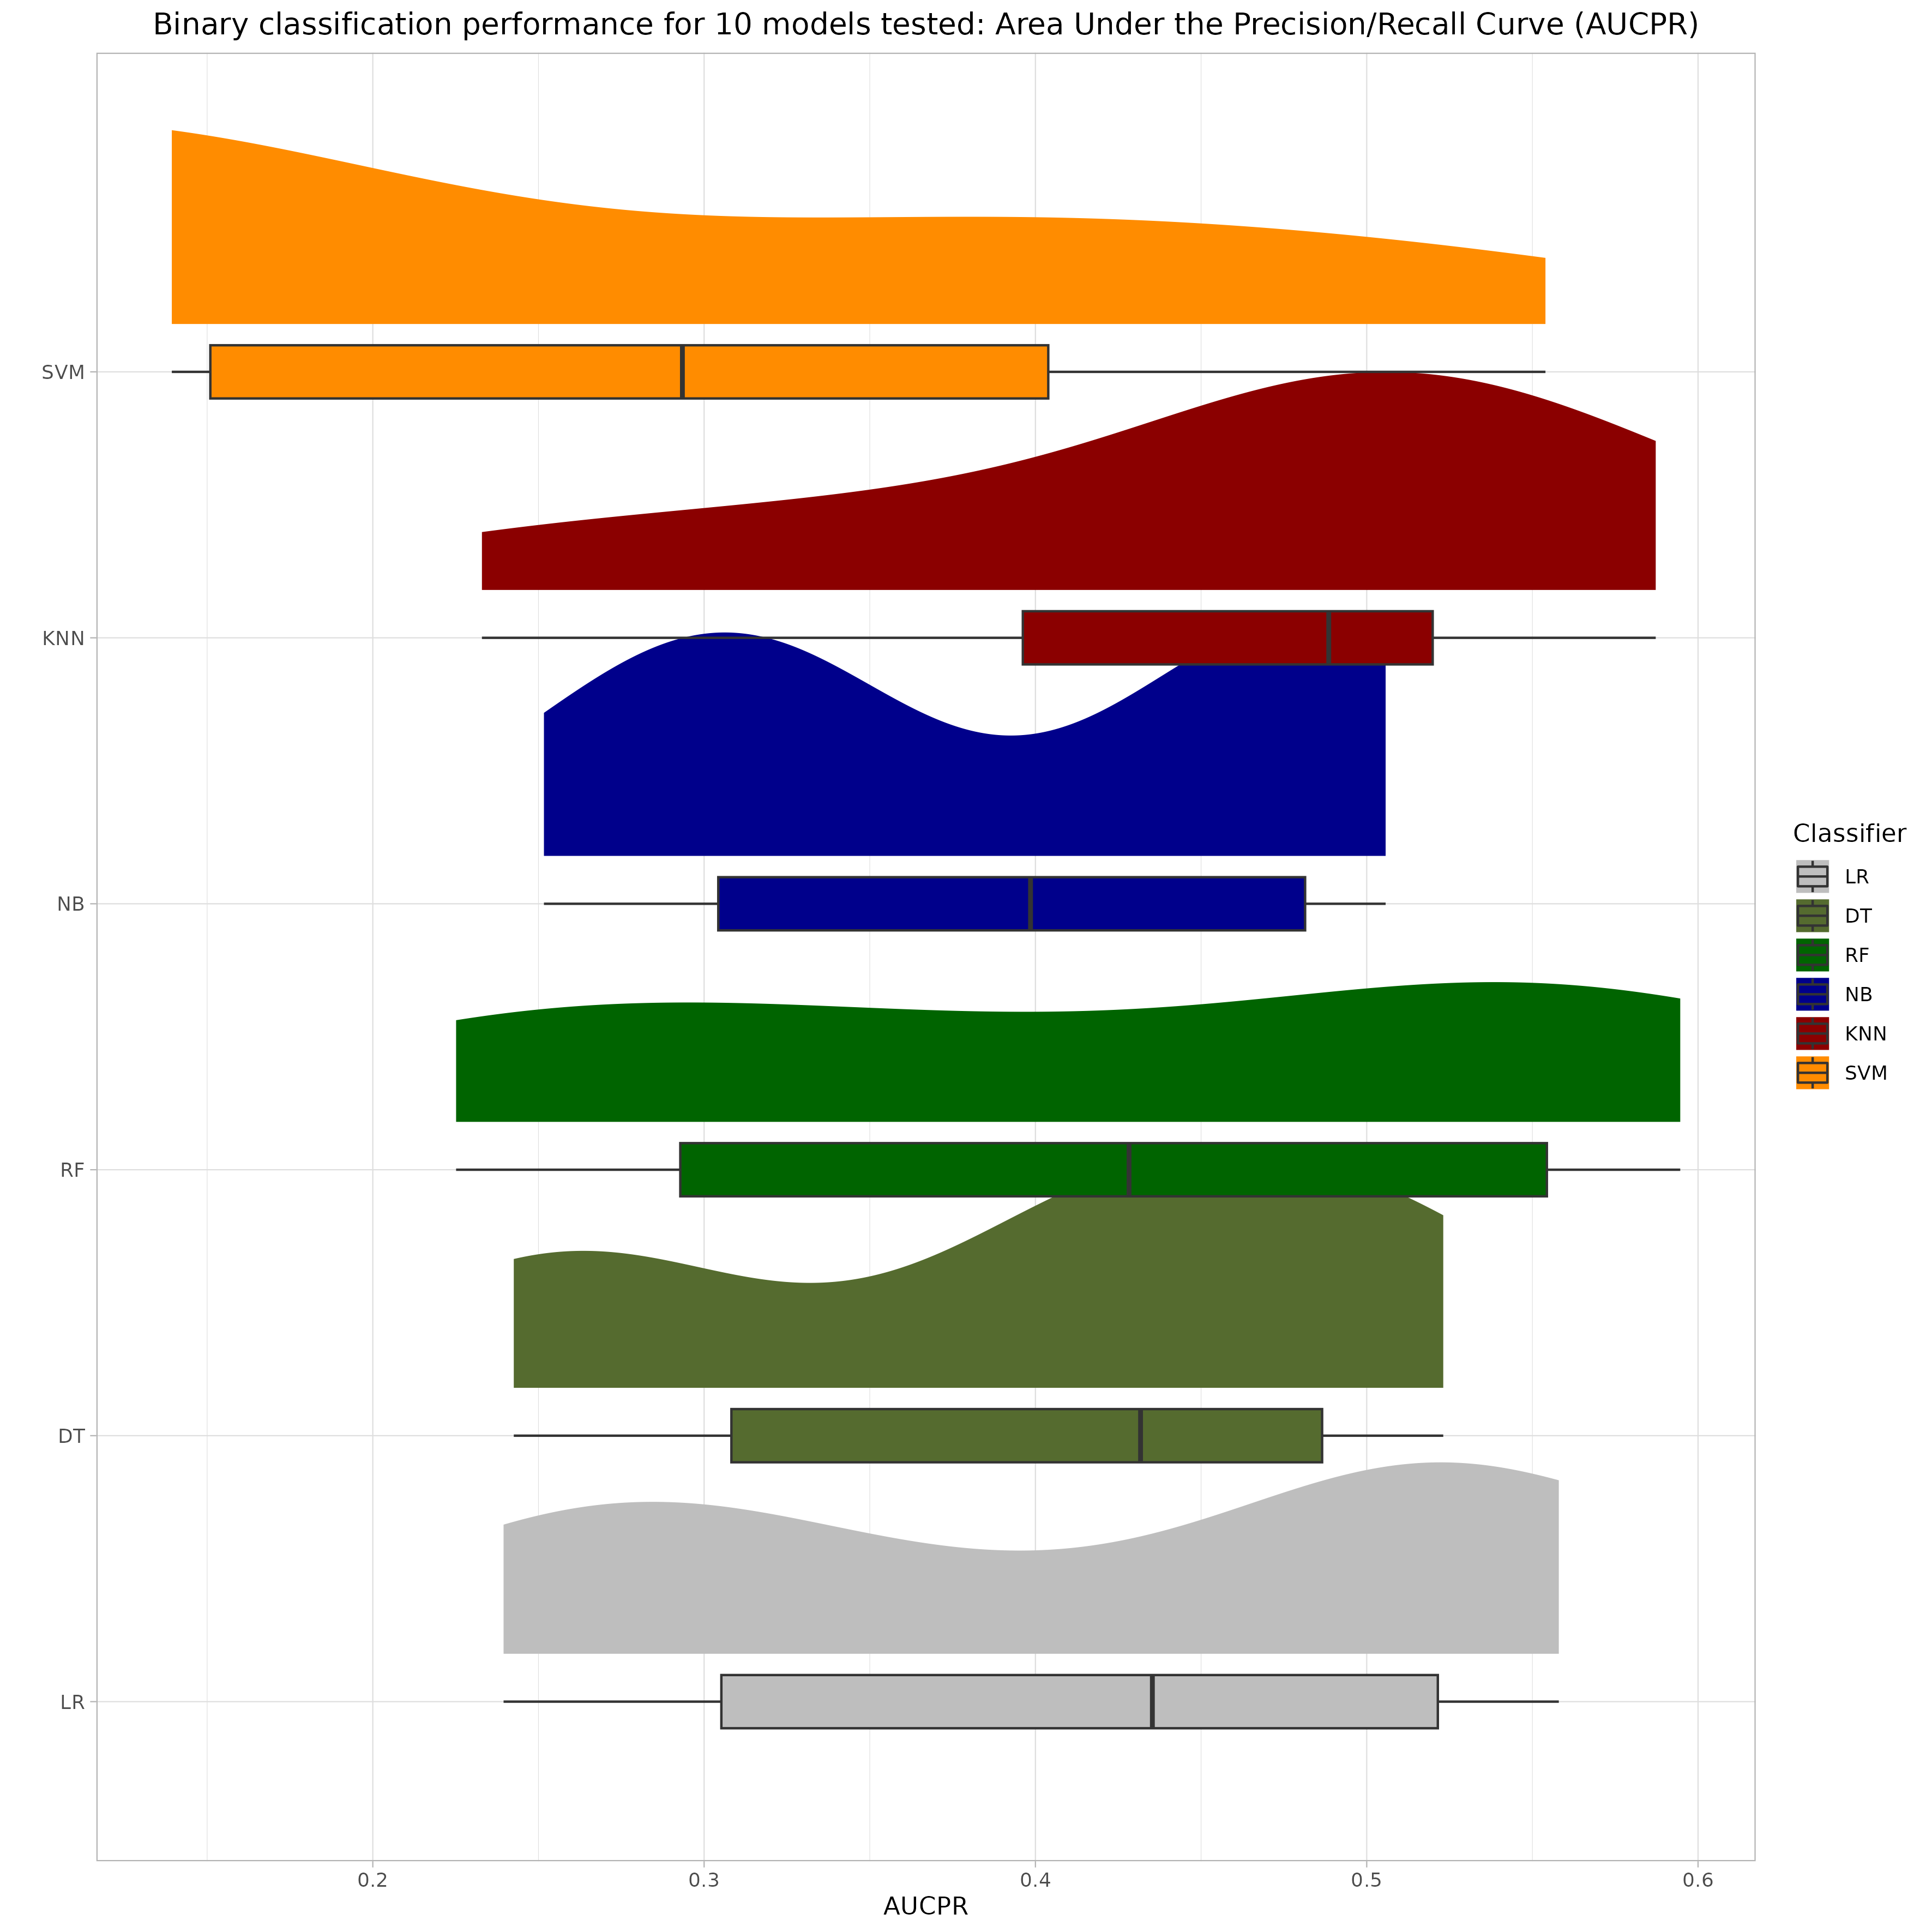 Binary classification performance for 10 models tested: Area Under the Precision/Recall Curve (AUCPR)
SVM
KNN
NB
RF
DT
LR
0.2 0.3 0.4 0.5 0.6
AUCPR
Classifier
LR
DT
RF
NB
KNN
SVM